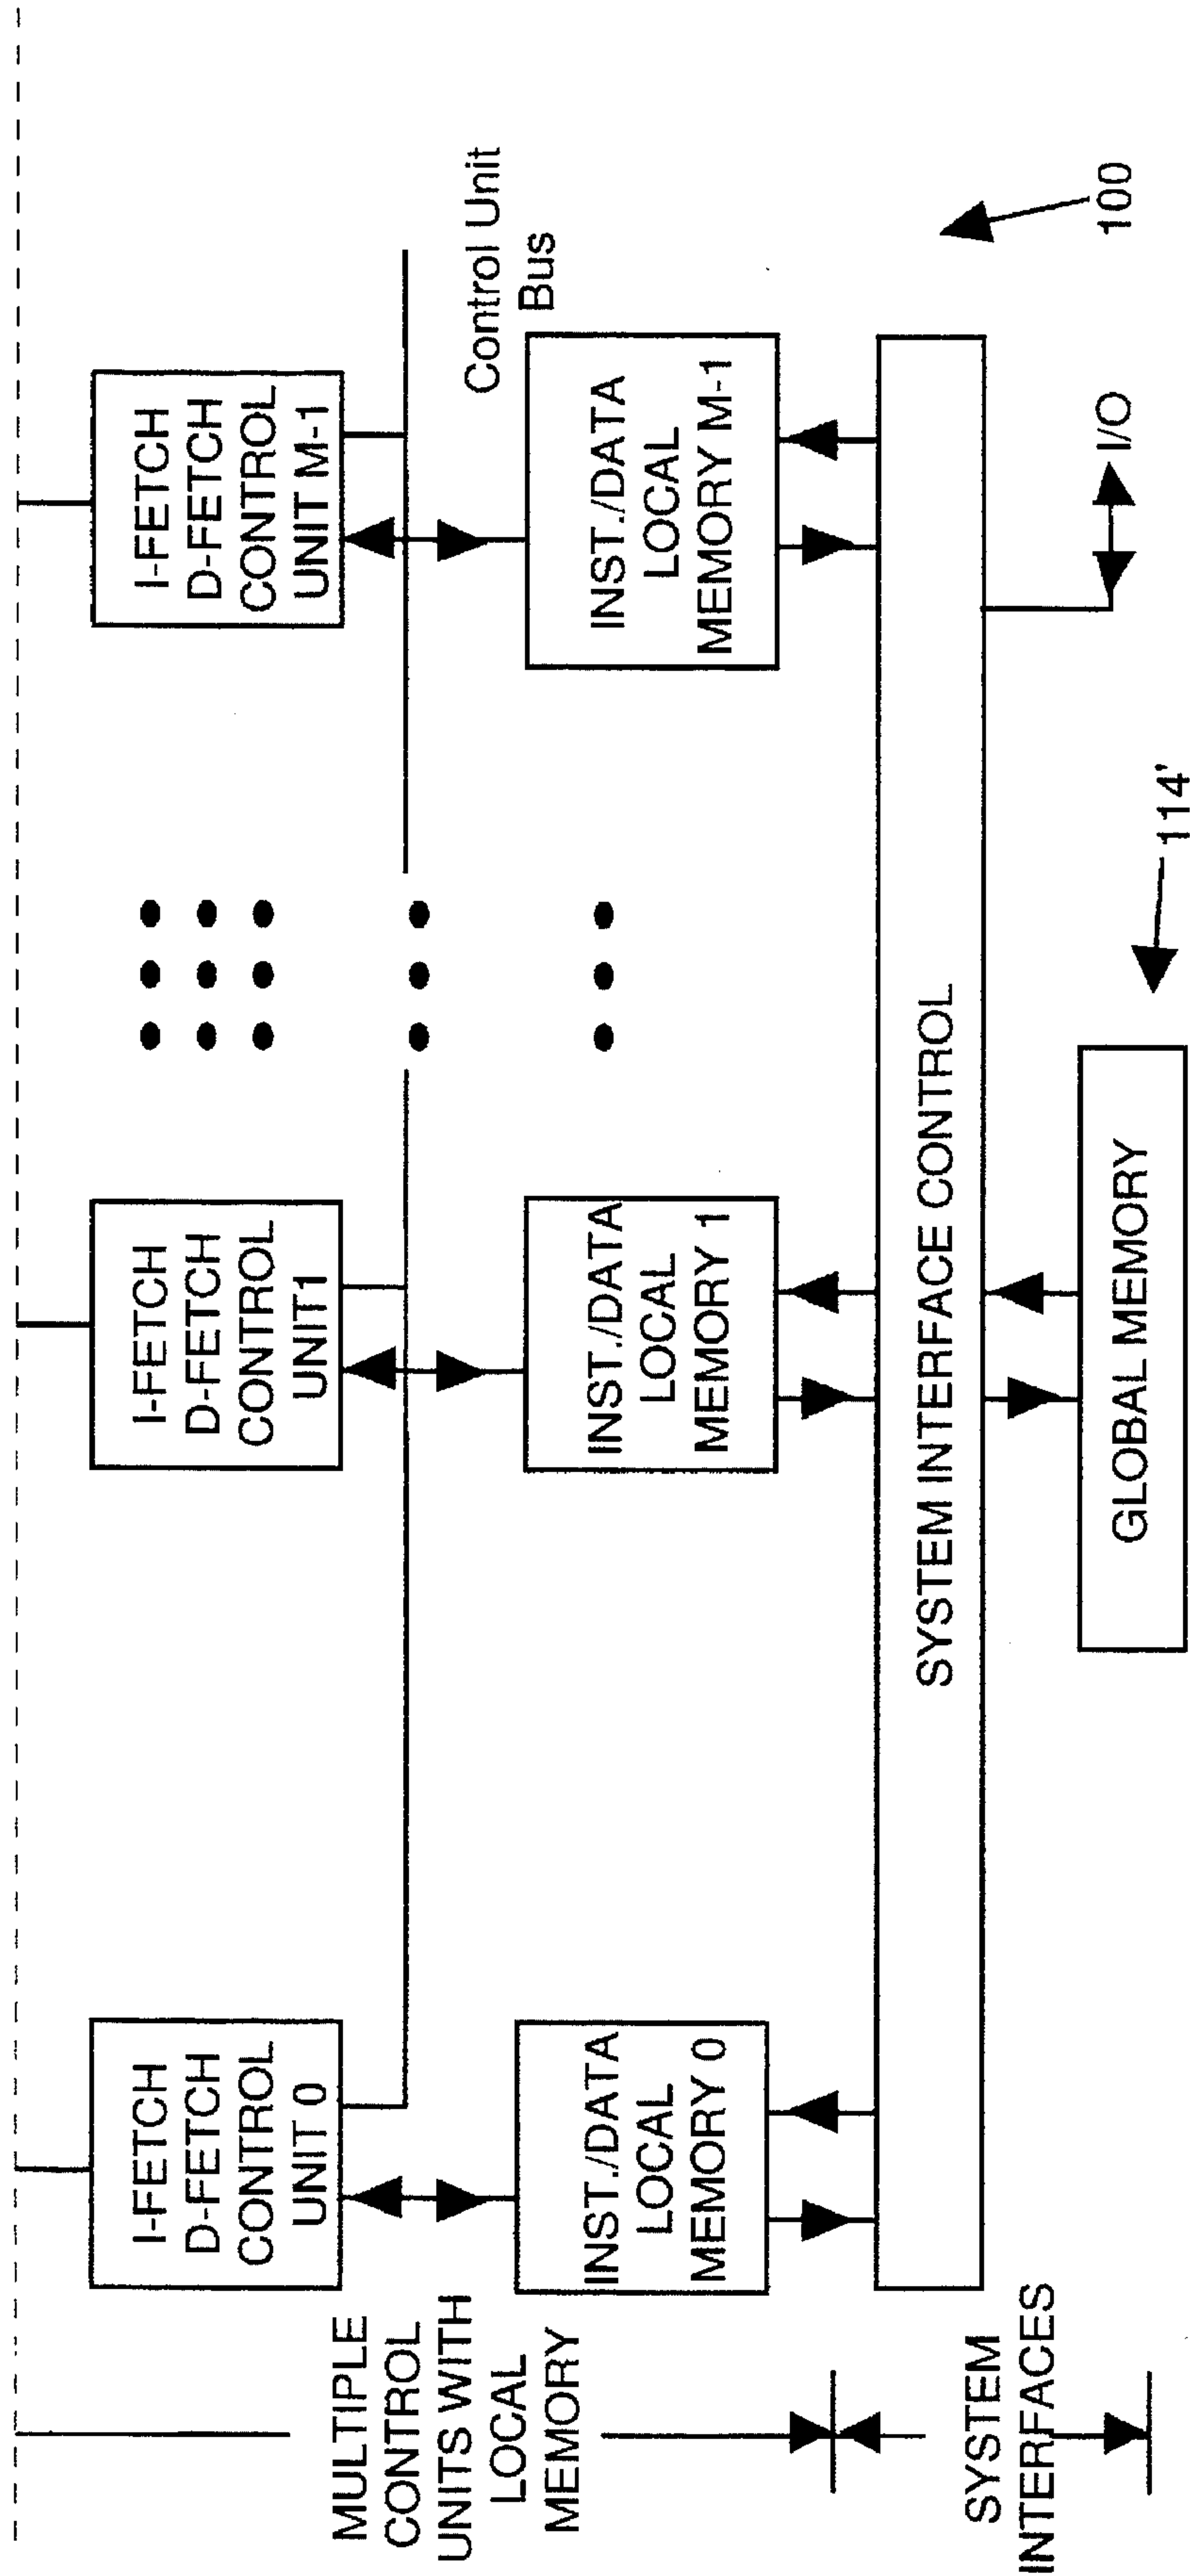 MULTIPLE
CONTROL
UNITS WITH
LOCAL
MEMORY
SYSTEM
INTERFACES
I-FETCH
D-FETCH
CONTROL
UNIT 0
I-FETCH
D-FETCH
CONTROL
UNIT1
I-FETCH
D-FETCH
CONTROL
UNIT M-1
Control Unit
Bus
INST./DATA
LOCAL
MEMORY 0
INST./DATA
LOCAL
MEMORY 1
INST./DATA
LOCAL
MEMORY M-1
SYSTEM INTERFACE CONTROL
100
GLOBAL MEMORY
114'
I/O